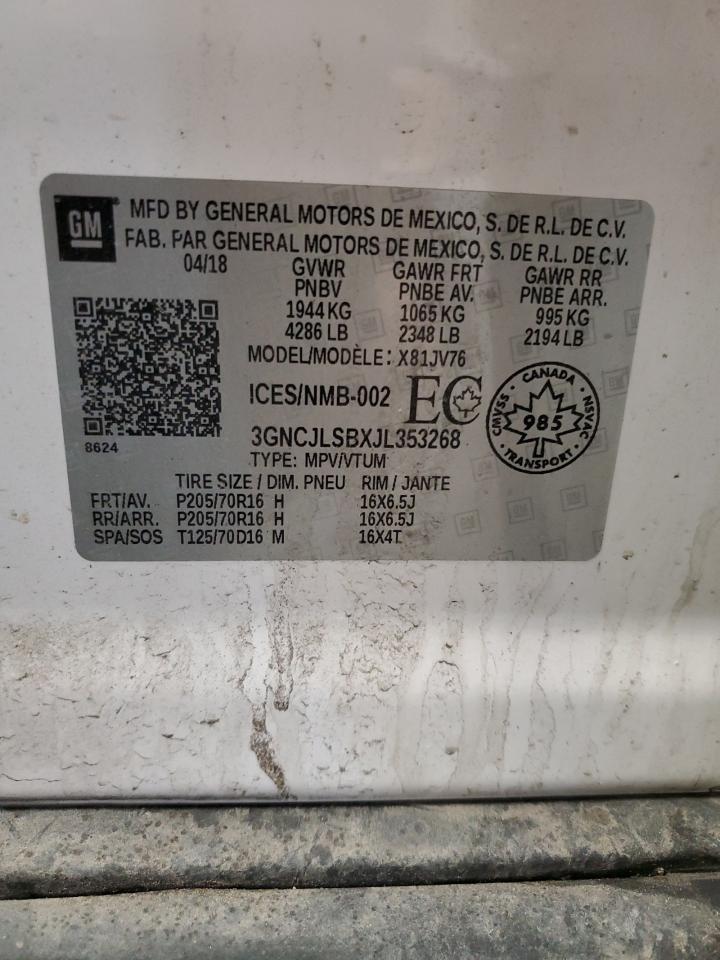 GM MFD BY GENERAL MOTORS DE MEXICO, S. DE R.L. DE C.V.
FAB. PAR GENERAL MOTORS DE MEXICO, S. DE R.L. DE C.V.
04/18 GVWR GAWR FRT GAWR RR
PNBV PNBE AV. PNBE ARR.
1944 KG 1065 KG 995 KG
4286 LB 2348 LB 2194 LB
MODEL/MODÈLE: X81JV76
ICES/NMB-002 EC
CANADA
CMVSS 985 NSVAC
TRANSPORT
3GNCJLSBXJL353268
8624
TYPE: MPV/VTUM
TIRE SIZE / DIM. PNEU RIM / JANTE
FRT/AV. P205/70R16 H 16X6.5J
RR/ARR. P205/70R16 H 16X6.5J
SPA/SOS T125/70D16 M 16X4T